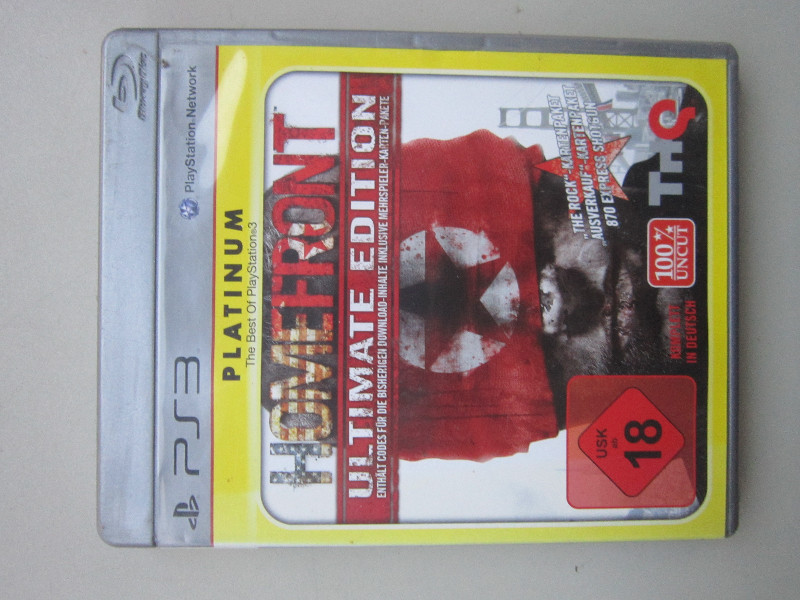 PS3
PlayStation Network
Blu-ray Disc
PLATINUM
The Best Of PlayStation®3
HOMEFRONT
ULTIMATE EDITION
ENTHÄLT CODES FÜR DIE BISHERIGEN DOWNLOAD-INHALTE INKLUSIVE MEHRSPIELER-KARTEN-PAKETE
„THE ROCK“-KARTENPAKET
„AUSVERKAUF“-KARTENPAKET
870 EXPRESS SHOTGUN
THQ
100%
UNCUT
KOMPLETT
IN DEUTSCH
USK
ab
18